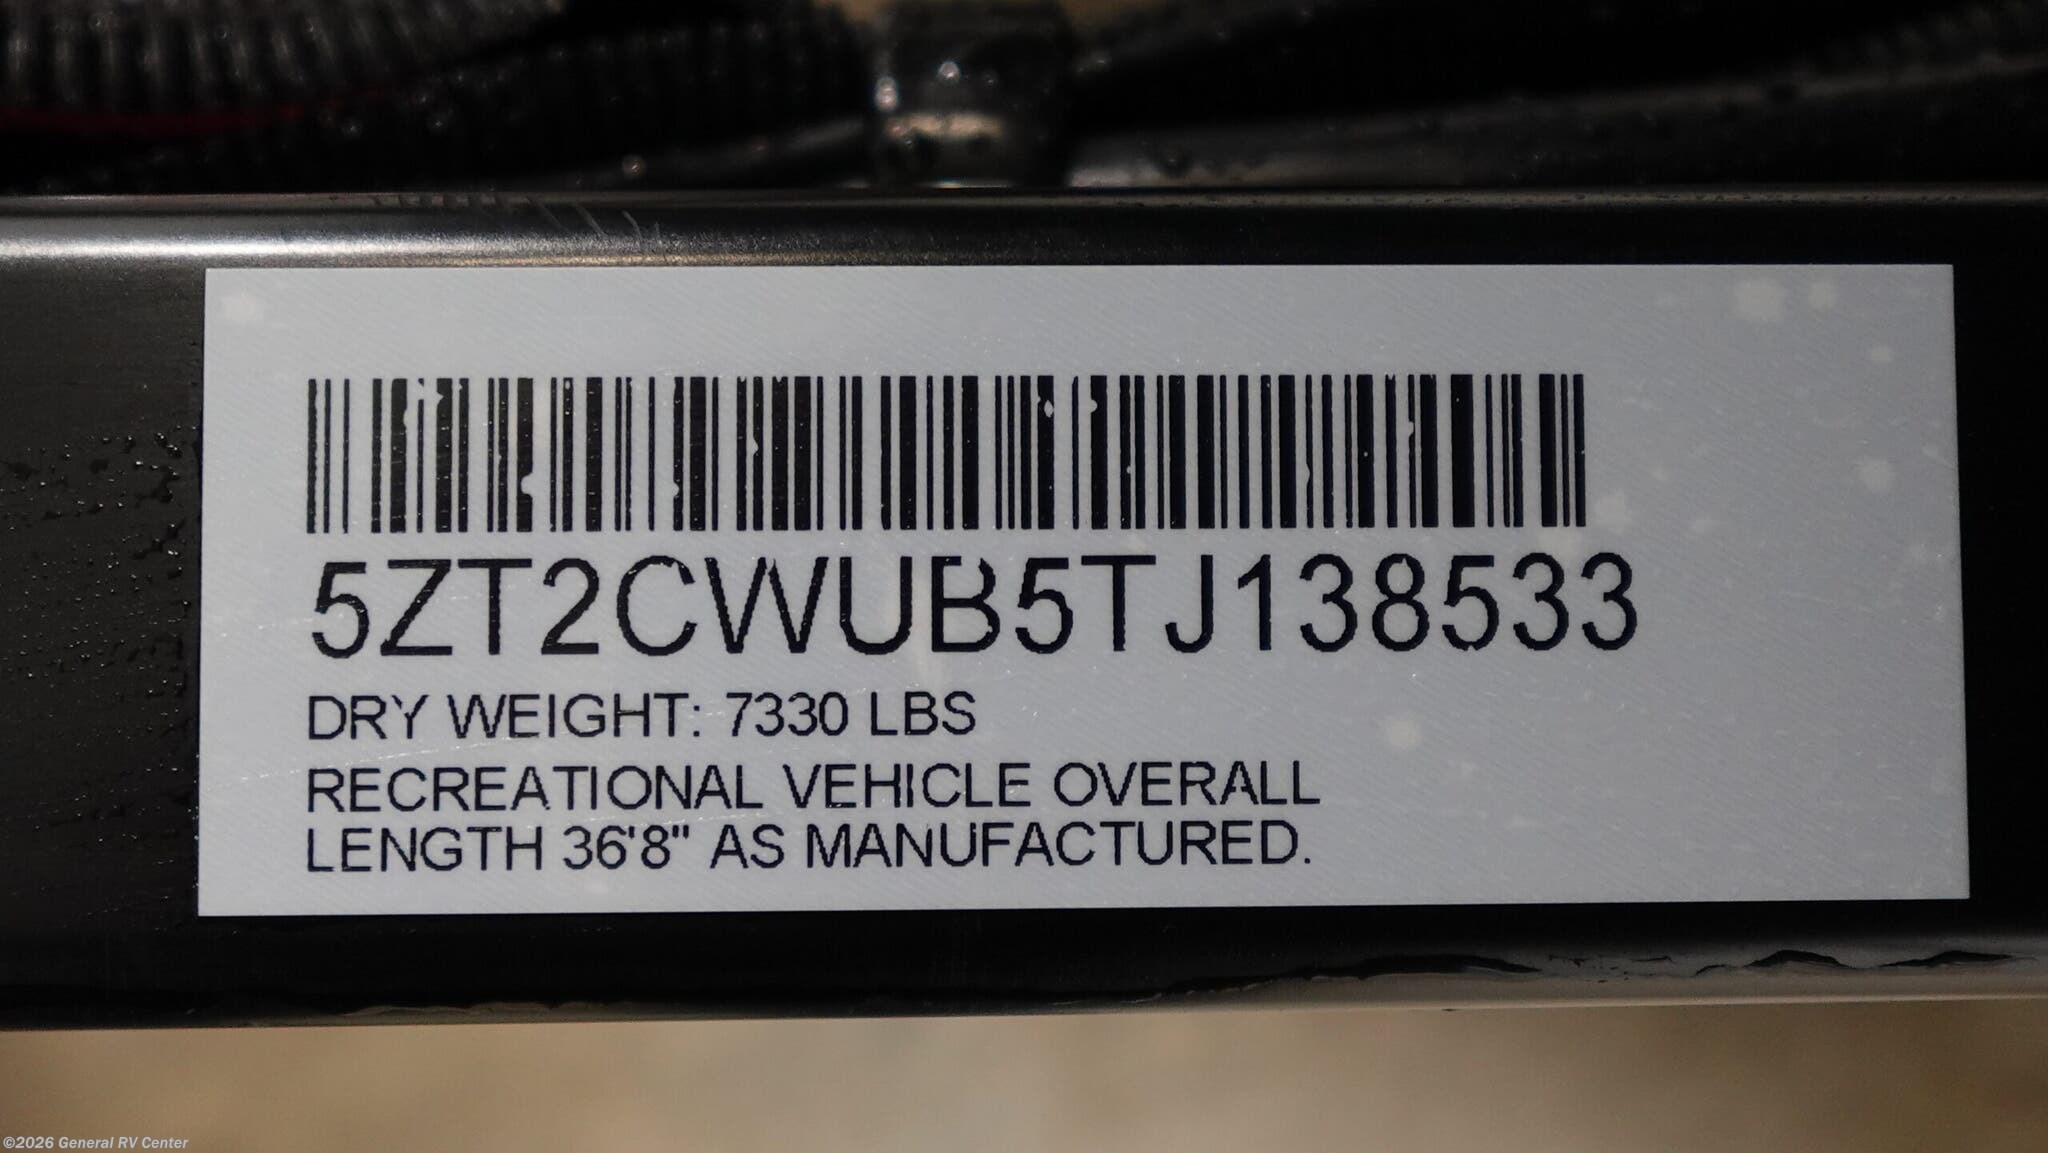 5ZT2CWUB5TJ138533
DRY WEIGHT: 7330 LBS
RECREATIONAL VEHICLE OVERALL
LENGTH 36'8" AS MANUFACTURED.
©2026 General RV Center